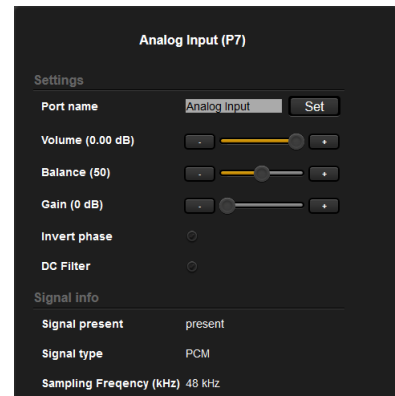 Analog Input (P7)
Settings
Port name Analog Input Set
Volume (0.00 dB) - +
Balance (50) - +
Gain (0 dB) - +
Invert phase
DC Filter
Signal info
Signal present present
Signal type PCM
Sampling Freqency (kHz) 48 kHz